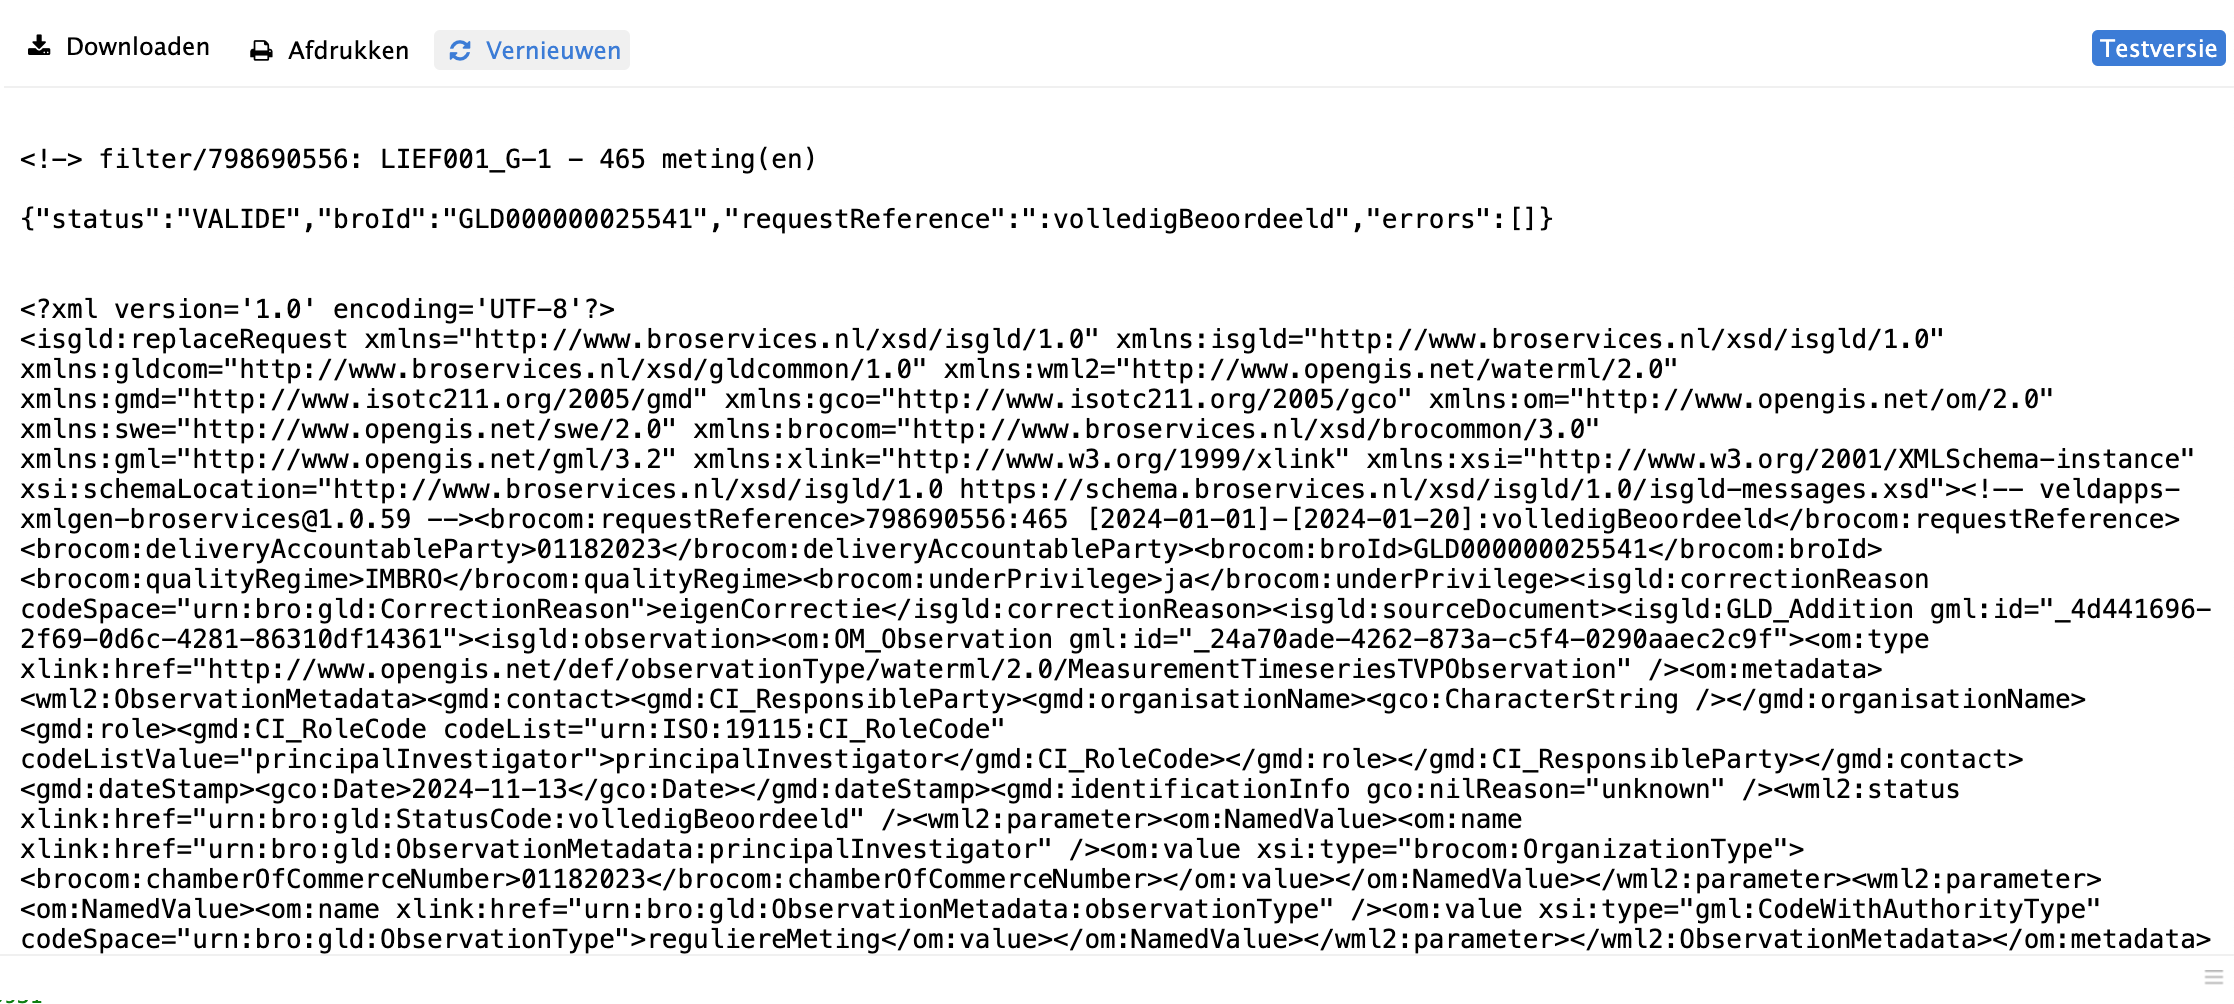 Downloaden Afdrukken Vernieuwen Testversie
<!-> filter/798690556: LIEF001_G-1 - 465 meting(en)
{"status":"VALIDE","broId":"GLD000000025541","requestReference":":volledigBeoordeeld","errors":[]}
<?xml version='1.0' encoding='UTF-8'?>
<isgld:replaceRequest xmlns="http://www.broservices.nl/xsd/isgld/1.0" xmlns:isgld="http://www.broservices.nl/xsd/isgld/1.0"
xmlns:gldcom="http://www.broservices.nl/xsd/gldcommon/1.0" xmlns:wml2="http://www.opengis.net/waterml/2.0"
xmlns:gmd="http://www.isotc211.org/2005/gmd" xmlns:gco="http://www.isotc211.org/2005/gco" xmlns:om="http://www.opengis.net/om/2.0"
xmlns:swe="http://www.opengis.net/swe/2.0" xmlns:brocom="http://www.broservices.nl/xsd/brocommon/3.0"
xmlns:gml="http://www.opengis.net/gml/3.2" xmlns:xlink="http://www.w3.org/1999/xlink" xmlns:xsi="http://www.w3.org/2001/XMLSchema-instance"
xsi:schemaLocation="http://www.broservices.nl/xsd/isgld/1.0 https://schema.broservices.nl/xsd/isgld/1.0/isgld-messages.xsd"><!-- veldapps-
xmlgen-broservices@1.0.59 --><brocom:requestReference>798690556:465 [2024-01-01]-[2024-01-20]:volledigBeoordeeld</brocom:requestReference>
<brocom:deliveryAccountableParty>01182023</brocom:deliveryAccountableParty><brocom:broId>GLD000000025541</brocom:broId>
<brocom:qualityRegime>IMBRO</brocom:qualityRegime><brocom:underPrivilege>ja</brocom:underPrivilege><isgld:correctionReason
codeSpace="urn:bro:gld:CorrectionReason">eigenCorrectie</isgld:correctionReason><isgld:sourceDocument><isgld:GLD_Addition gml:id="_4d441696-
2f69-0d6c-4281-86310df14361"><isgld:observation><om:OM_Observation gml:id="_24a70ade-4262-873a-c5f4-0290aaec2c9f"><om:type
xlink:href="http://www.opengis.net/def/observationType/waterml/2.0/MeasurementTimeseriesTVPObservation" /><om:metadata>
<wml2:ObservationMetadata><gmd:contact><gmd:CI_ResponsibleParty><gmd:organisationName><gco:CharacterString /></gmd:organisationName>
<gmd:role><gmd:CI_RoleCode codeList="urn:ISO:19115:CI_RoleCode"
codeListValue="principalInvestigator">principalInvestigator</gmd:CI_RoleCode></gmd:role></gmd:CI_ResponsibleParty></gmd:contact>
<gmd:dateStamp><gco:Date>2024-11-13</gco:Date></gmd:dateStamp><gmd:identificationInfo gco:nilReason="unknown" /><wml2:status
xlink:href="urn:bro:gld:StatusCode:volledigBeoordeeld" /><wml2:parameter><om:NamedValue><om:name
xlink:href="urn:bro:gld:ObservationMetadata:principalInvestigator" /><om:value xsi:type="brocom:OrganizationType">
<brocom:chamberOfCommerceNumber>01182023</brocom:chamberOfCommerceNumber></om:value></om:NamedValue></wml2:parameter><wml2:parameter>
<om:NamedValue><om:name xlink:href="urn:bro:gld:ObservationMetadata:observationType" /><om:value xsi:type="gml:CodeWithAuthorityType"
codeSpace="urn:bro:gld:ObservationType">reguliereMeting</om:value></om:NamedValue></wml2:parameter></wml2:ObservationMetadata></om:metadata>